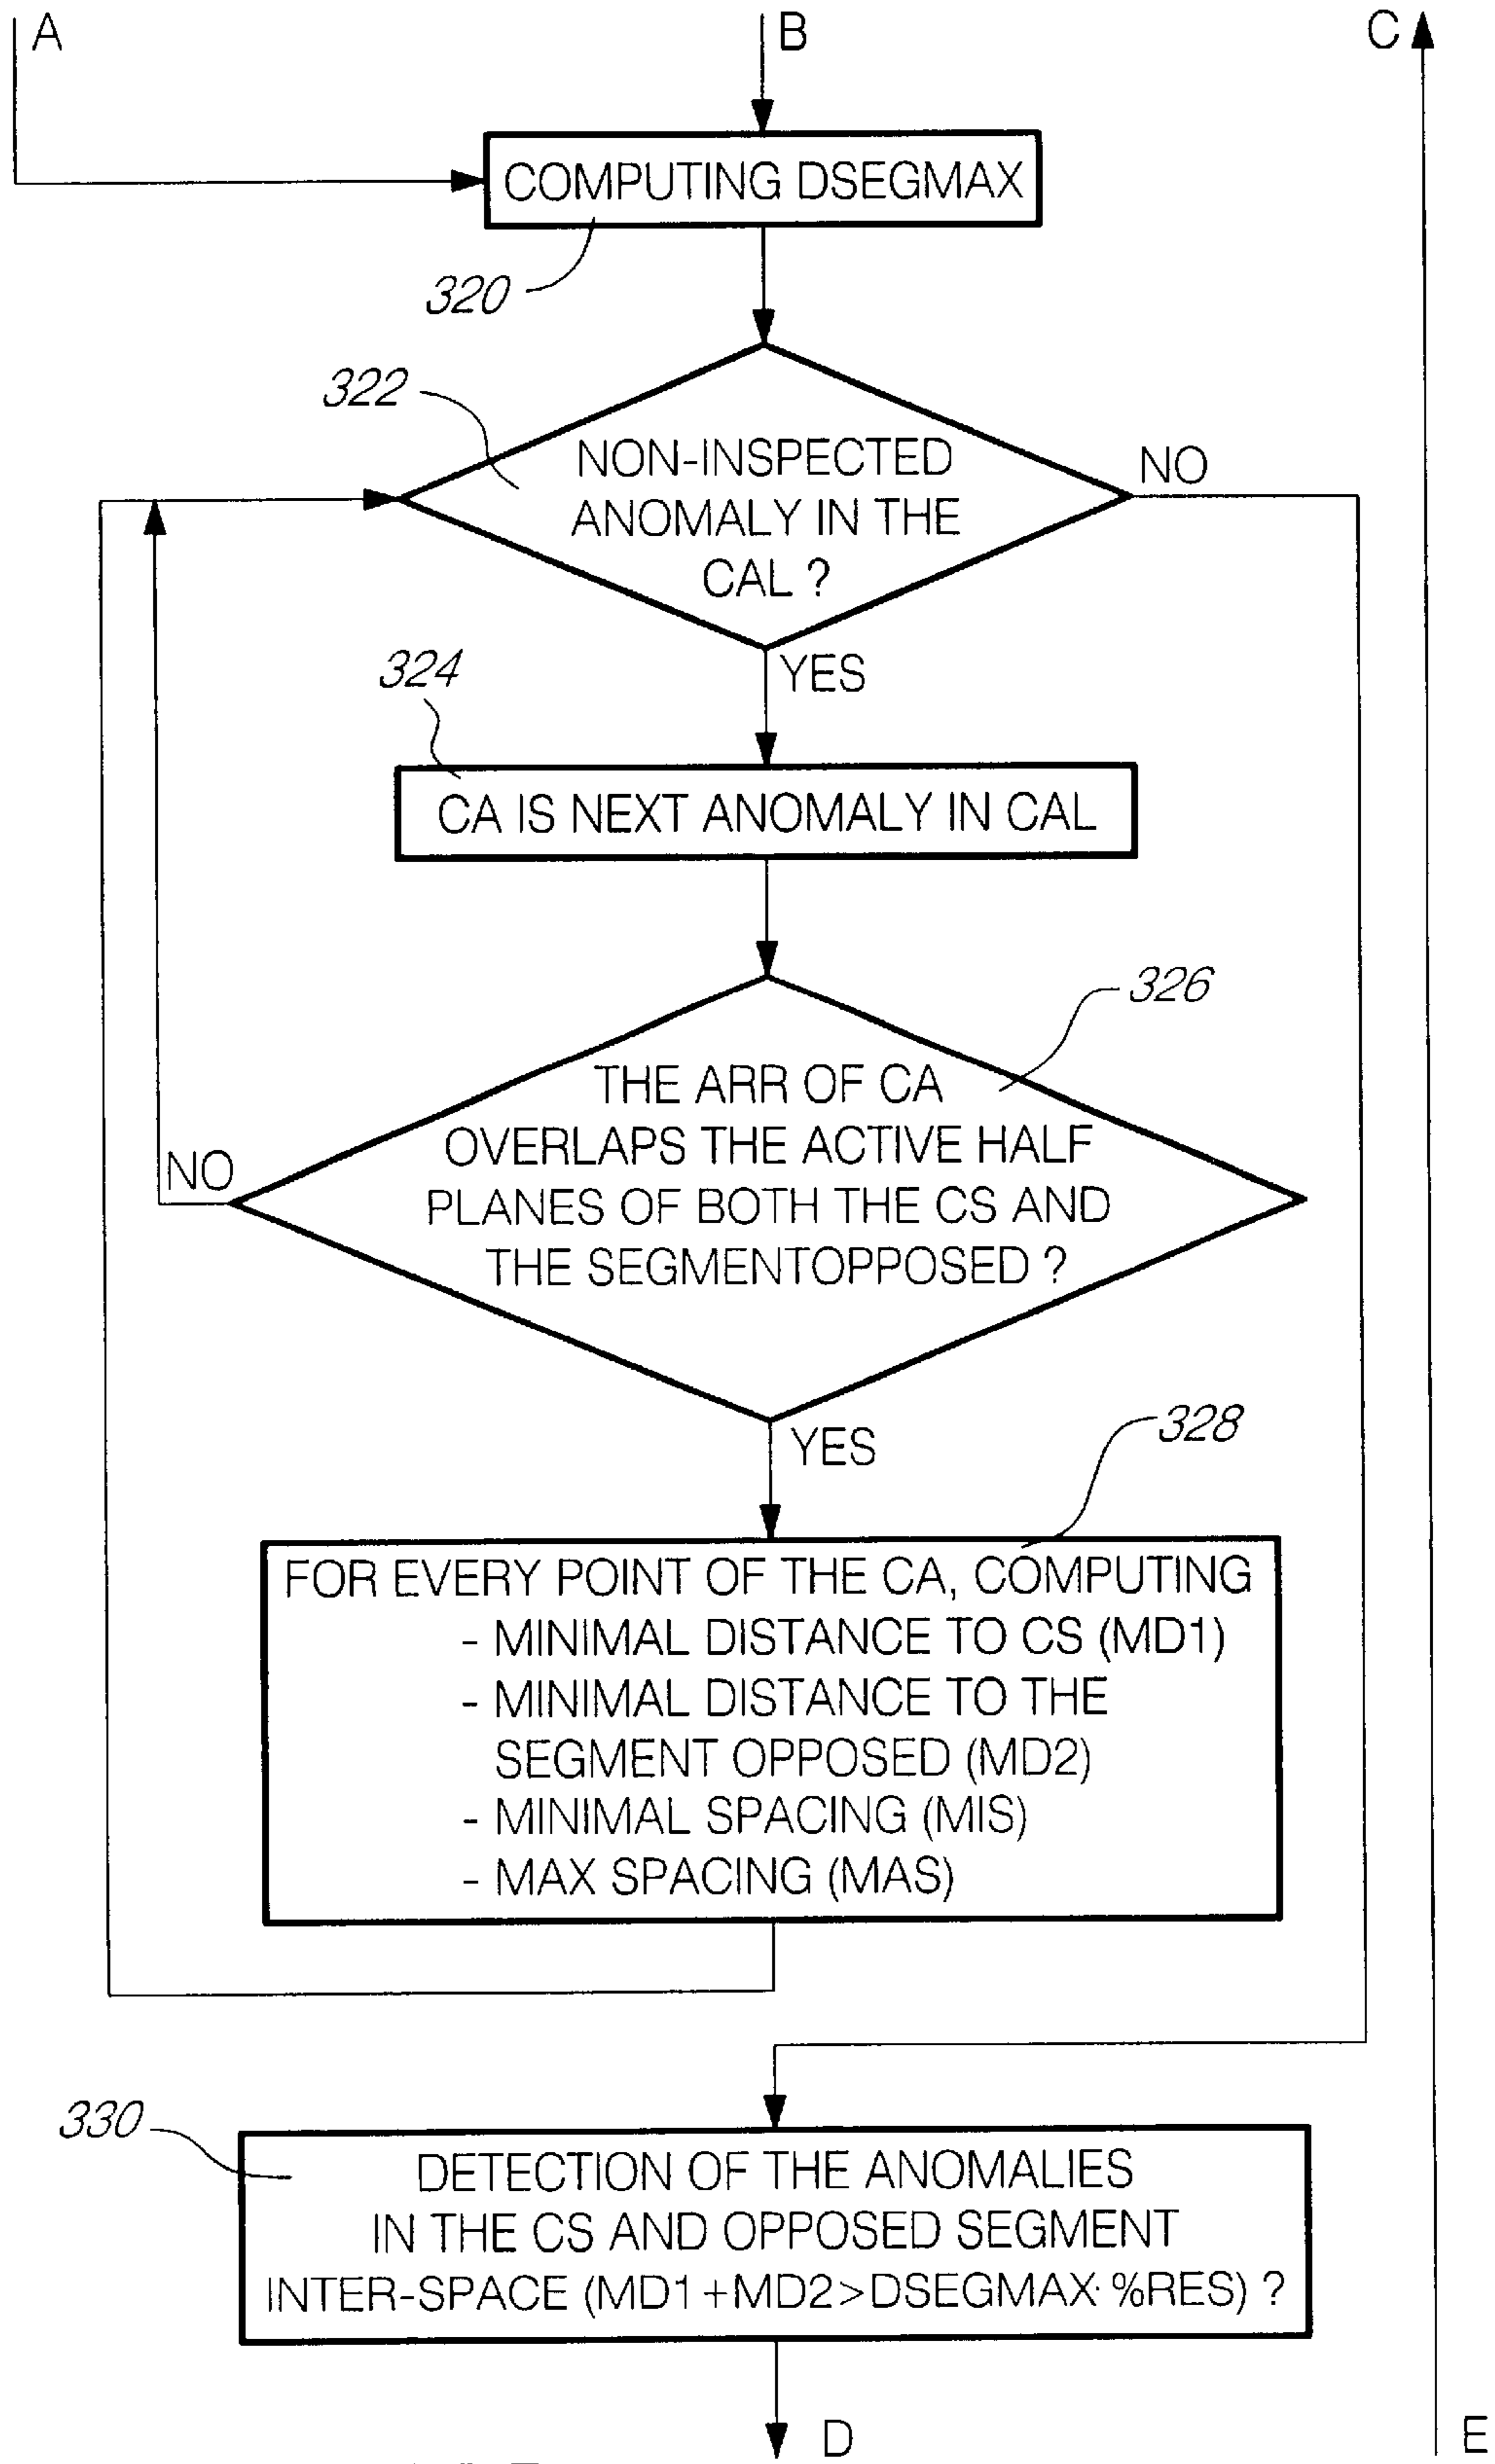 A
B
C
COMPUTING DSEGMAX
320
322
NON-INSPECTED
ANOMALY IN THE
CAL ?
NO
YES
324
CA IS NEXT ANOMALY IN CAL
326
THE ARR OF CA
OVERLAPS THE ACTIVE HALF
PLANES OF BOTH THE CS AND
THE SEGMENTOPPOSED ?
NO
YES
328
FOR EVERY POINT OF THE CA, COMPUTING
- MINIMAL DISTANCE TO CS (MD1)
- MINIMAL DISTANCE TO THE
SEGMENT OPPOSED (MD2)
- MINIMAL SPACING (MIS)
- MAX SPACING (MAS)
330
DETECTION OF THE ANOMALIES
IN THE CS AND OPPOSED SEGMENT
INTER-SPACE (MD1+MD2>DSEGMAX· %RES) ?
D
E